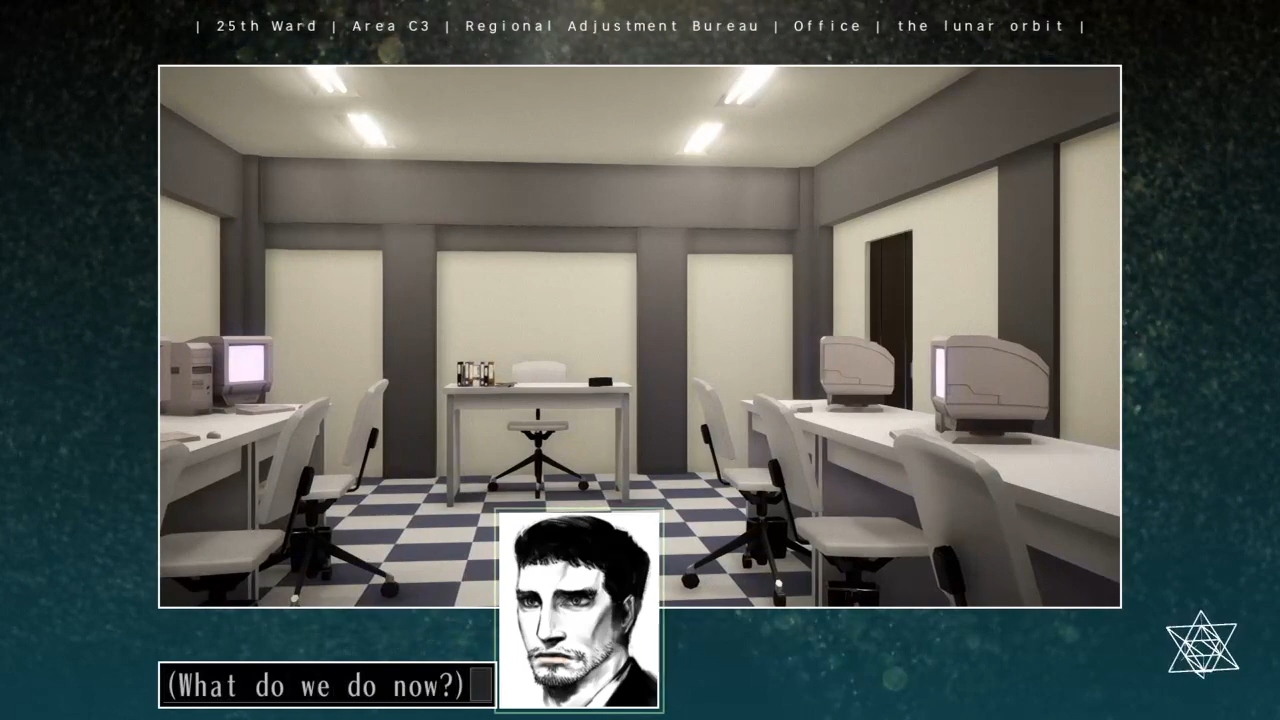 | 25th Ward | Area C3 | Regional Adjustment Bureau | Office | the lunar orbit |
(What do we do now?)